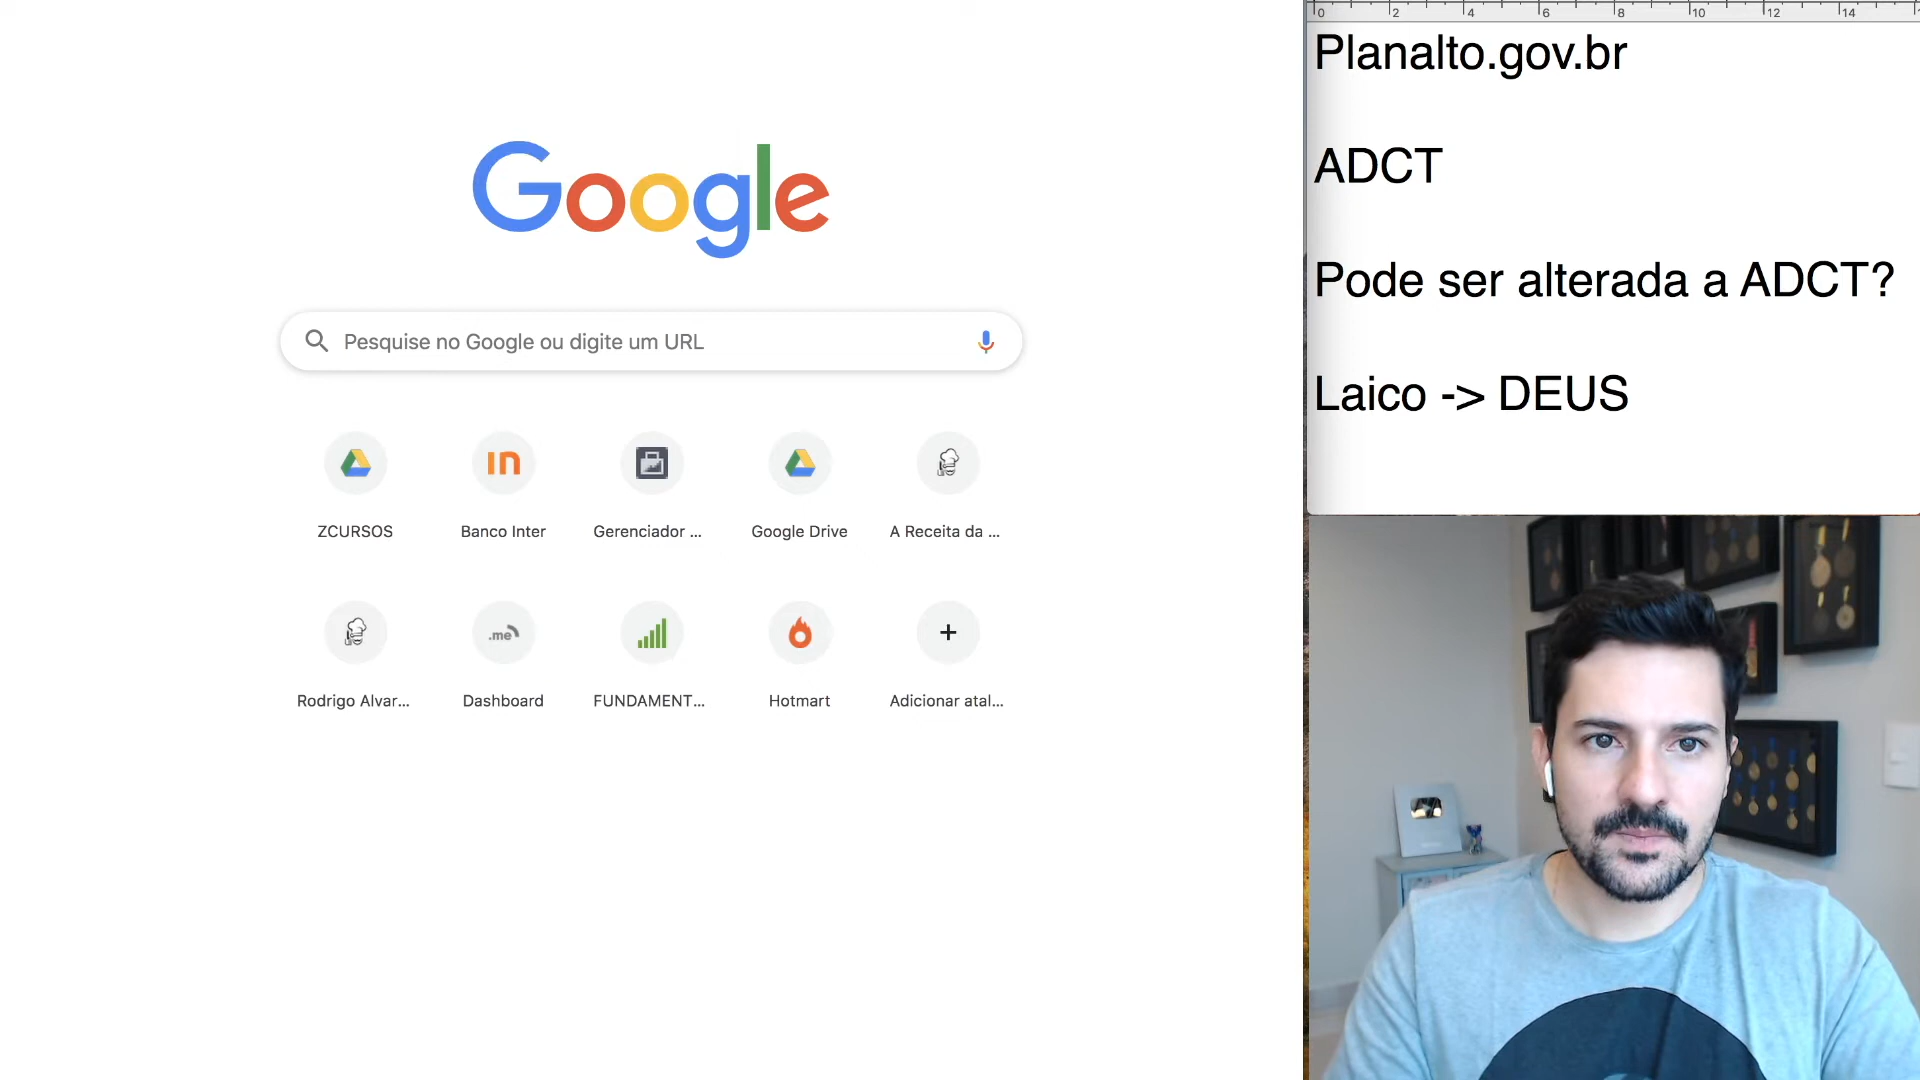 Google
Pesquise no Google ou digite um URL
ZCURSOS
Banco Inter
Gerenciador ...
Google Drive
A Receita da ...
Rodrigo Alvar...
.me
Dashboard
FUNDAMENT...
Hotmart
Adicionar atal...
0 2 4 6 8 10 12 14
Planalto.gov.br
ADCT
Pode ser alterada a ADCT?
Laico -> DEUS